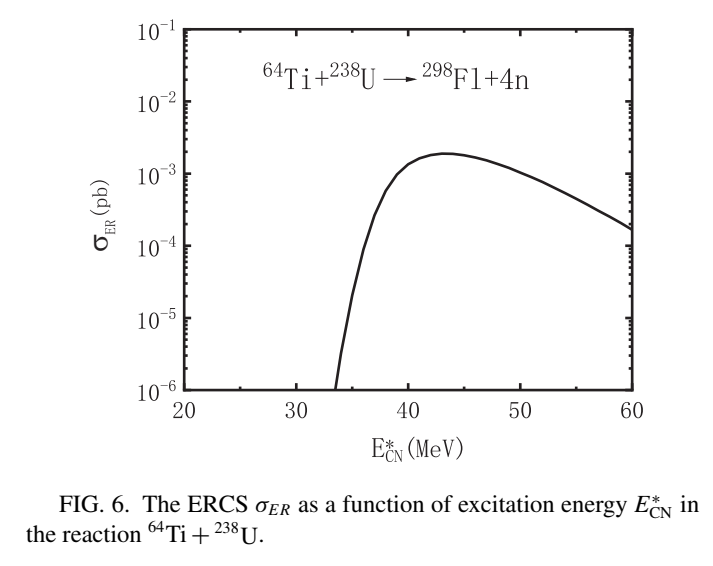 10⁻¹
⁶⁴Ti+²³⁸U → ²⁹⁸Fl+4n
10⁻²
10⁻³
σ_ER(pb)
10⁻⁴
10⁻⁵
10⁻⁶
20 30 40 50 60
E*_CN(MeV)
FIG. 6. The ERCS σ_ER as a function of excitation energy E*_CN in
the reaction ⁶⁴Ti + ²³⁸U.